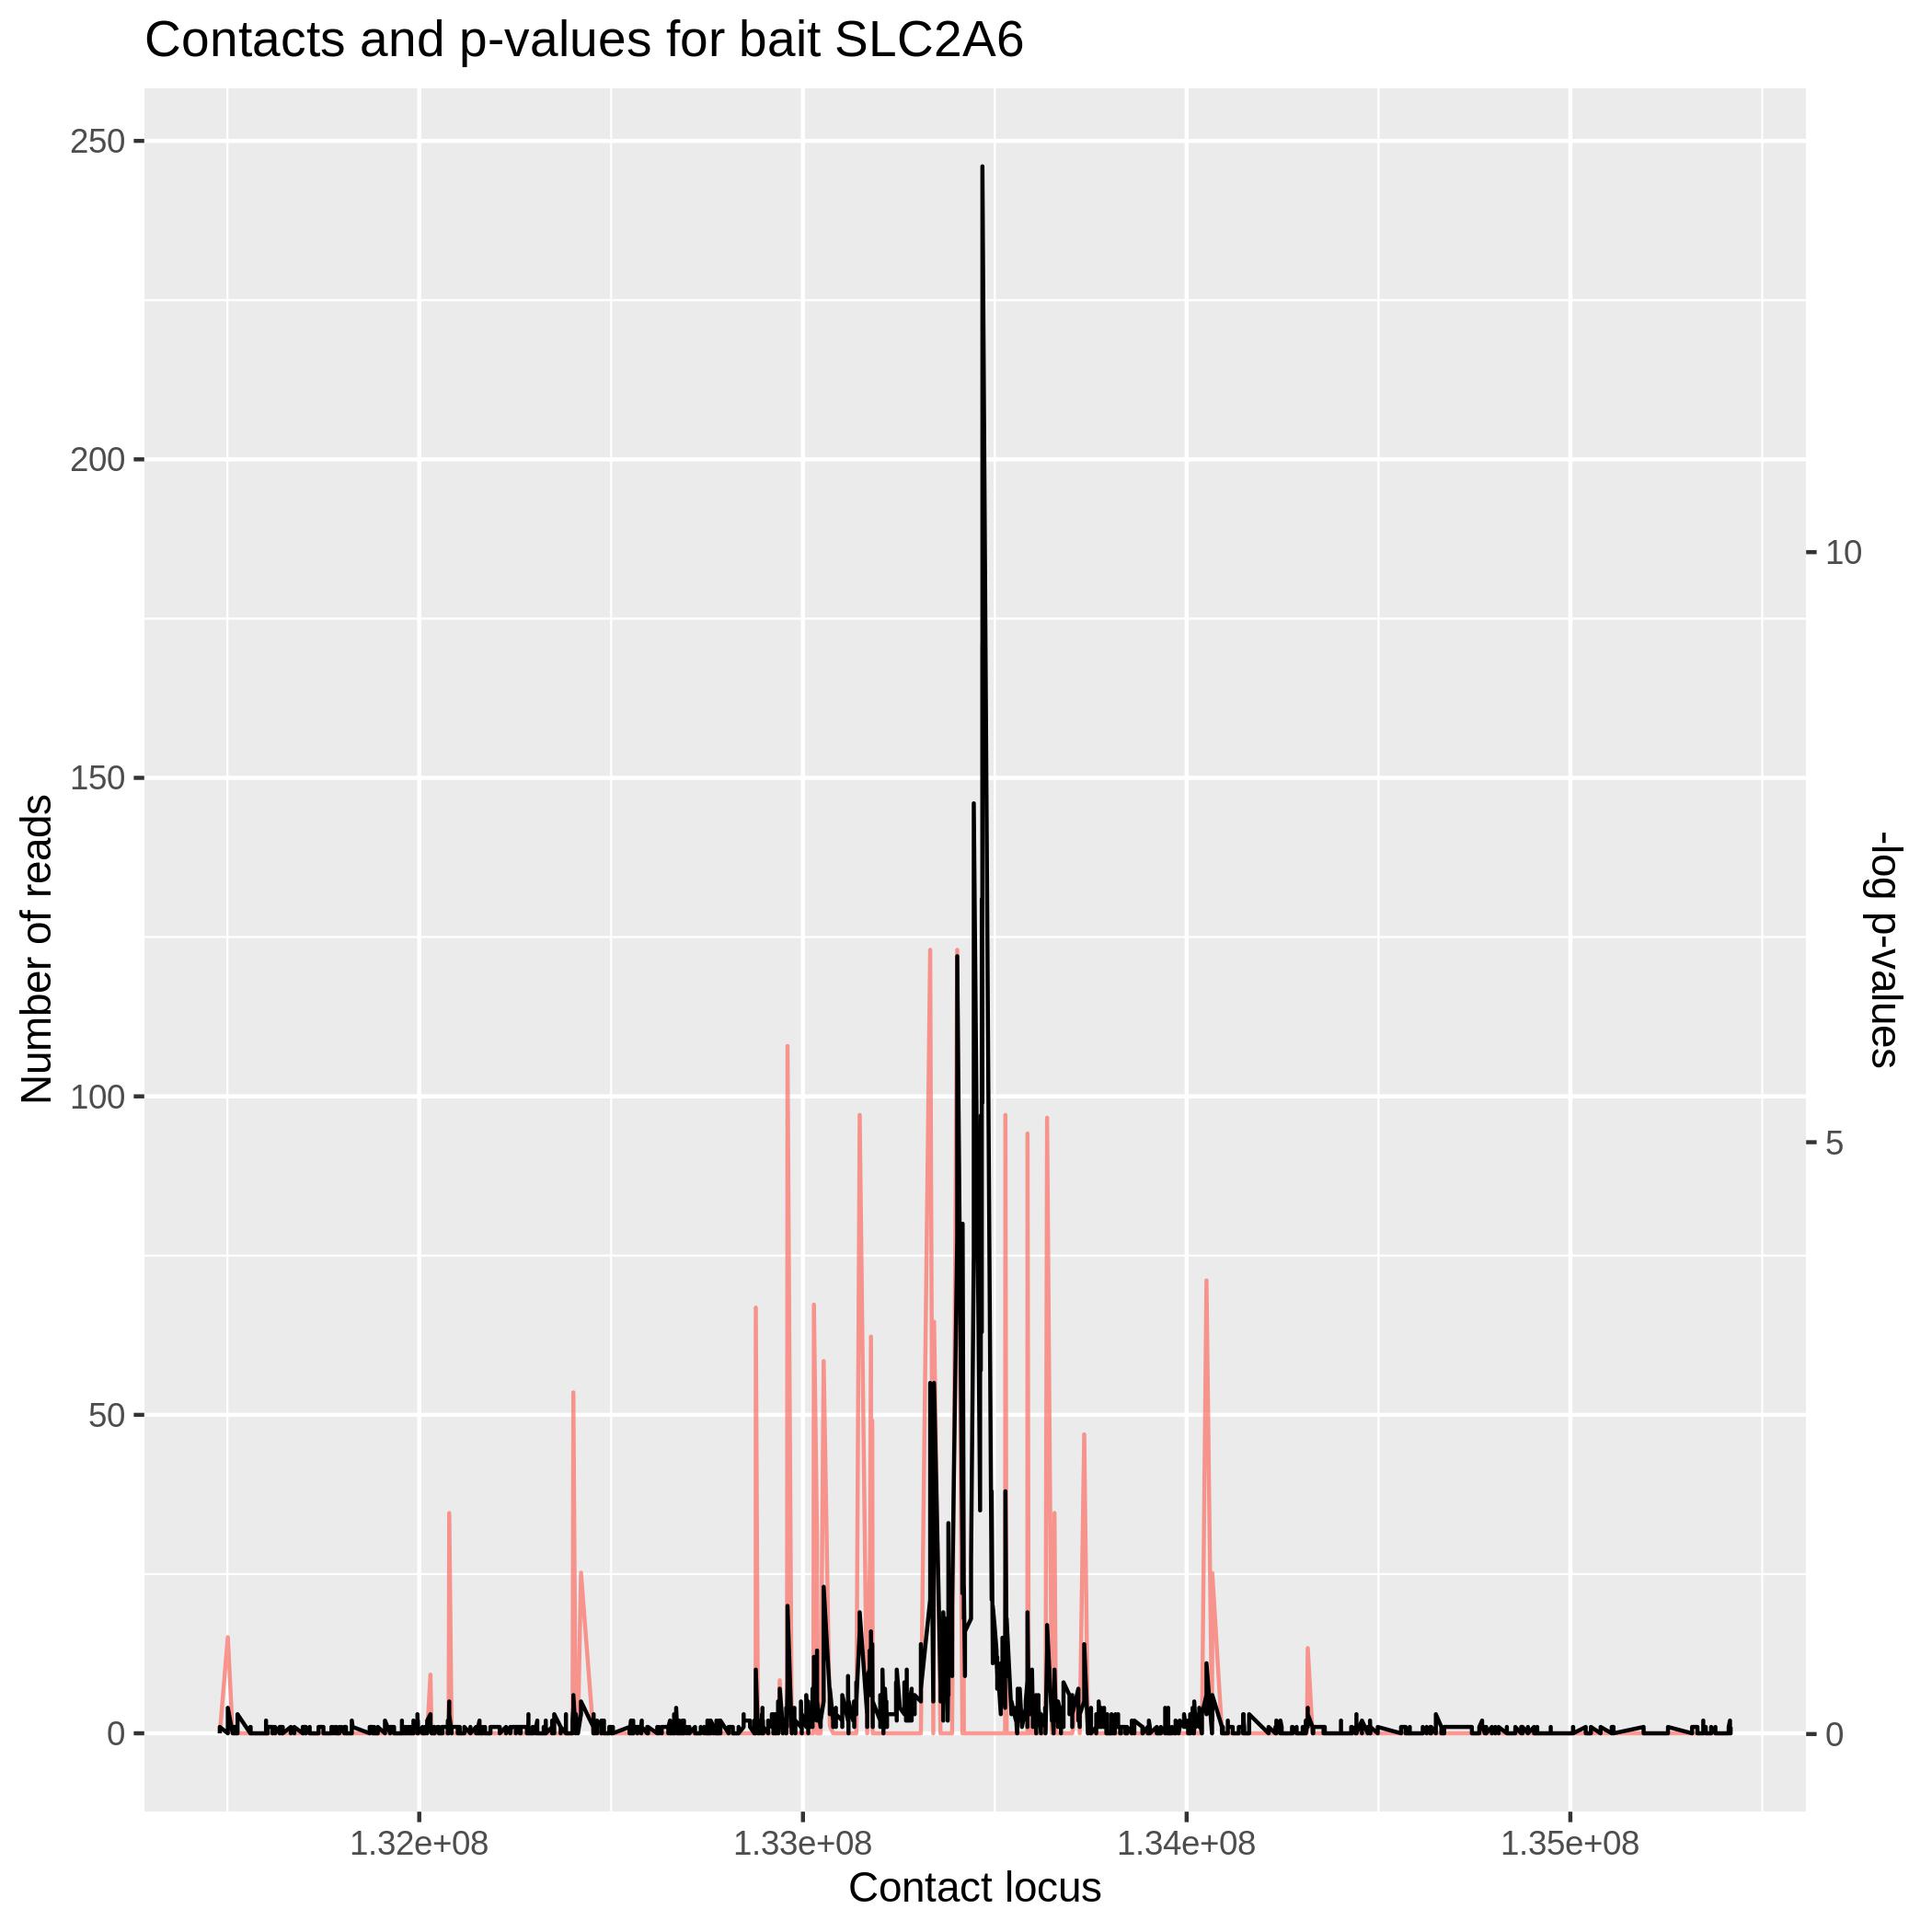 Contacts and p-values for bait SLC2A6
250
200
150
100
50
0
Number of reads
10
5
0
-log p-values
1.32e+08
1.33e+08
1.34e+08
1.35e+08
Contact locus